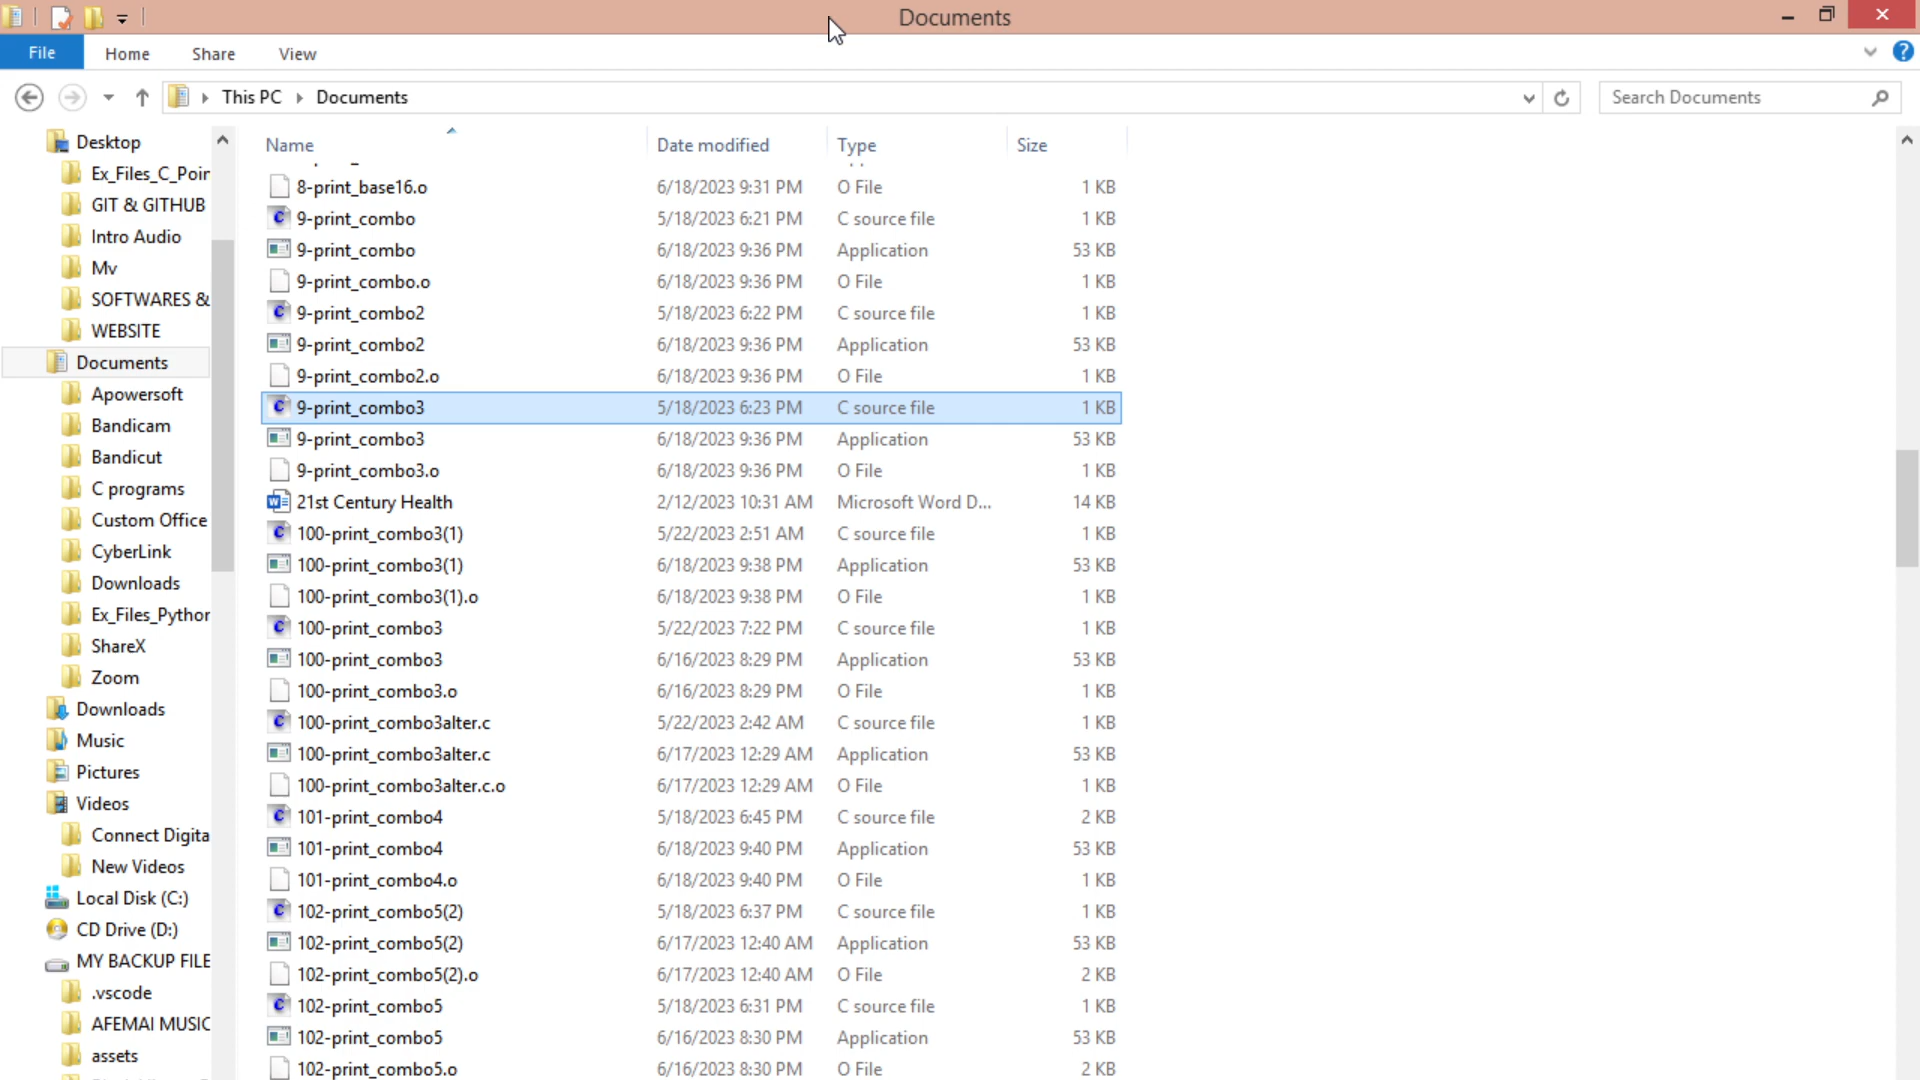 Documents
File Home Share View
This PC Documents Search Documents
Name Date modified Type Size
Desktop
Ex_Files_C_Poin
GIT & GITHUB
Intro Audio
Mv
SOFTWARES &
WEBSITE
Documents
Apowersoft
Bandicam
Bandicut
C programs
Custom Office
CyberLink
Downloads
Ex_Files_Python
ShareX
Zoom
Downloads
Music
Pictures
Videos
Connect Digita
New Videos
Local Disk (C:)
CD Drive (D:)
MY BACKUP FILE
.vscode
AFEMAI MUSIC
assets
8-print_base16.o 6/18/2023 9:31 PM O File 1 KB
9-print_combo 5/18/2023 6:21 PM C source file 1 KB
9-print_combo 6/18/2023 9:36 PM Application 53 KB
9-print_combo.o 6/18/2023 9:36 PM O File 1 KB
9-print_combo2 5/18/2023 6:22 PM C source file 1 KB
9-print_combo2 6/18/2023 9:36 PM Application 53 KB
9-print_combo2.o 6/18/2023 9:36 PM O File 1 KB
9-print_combo3 5/18/2023 6:23 PM C source file 1 KB
9-print_combo3 6/18/2023 9:36 PM Application 53 KB
9-print_combo3.o 6/18/2023 9:36 PM O File 1 KB
21st Century Health 2/12/2023 10:31 AM Microsoft Word D... 14 KB
100-print_combo3(1) 5/22/2023 2:51 AM C source file 1 KB
100-print_combo3(1) 6/18/2023 9:38 PM Application 53 KB
100-print_combo3(1).o 6/18/2023 9:38 PM O File 1 KB
100-print_combo3 5/22/2023 7:22 PM C source file 1 KB
100-print_combo3 6/16/2023 8:29 PM Application 53 KB
100-print_combo3.o 6/16/2023 8:29 PM O File 1 KB
100-print_combo3alter.c 5/22/2023 2:42 AM C source file 1 KB
100-print_combo3alter.c 6/17/2023 12:29 AM Application 53 KB
100-print_combo3alter.c.o 6/17/2023 12:29 AM O File 1 KB
101-print_combo4 5/18/2023 6:45 PM C source file 2 KB
101-print_combo4 6/18/2023 9:40 PM Application 53 KB
101-print_combo4.o 6/18/2023 9:40 PM O File 1 KB
102-print_combo5(2) 5/18/2023 6:37 PM C source file 1 KB
102-print_combo5(2) 6/17/2023 12:40 AM Application 53 KB
102-print_combo5(2).o 6/17/2023 12:40 AM O File 2 KB
102-print_combo5 5/18/2023 6:31 PM C source file 1 KB
102-print_combo5 6/16/2023 8:30 PM Application 53 KB
102-print_combo5.o 6/16/2023 8:30 PM O File 2 KB